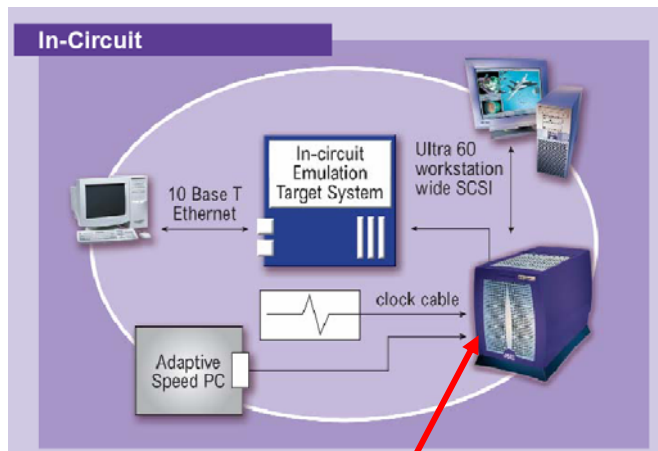 In-Circuit
In-circuit
Emulation
Target System
Ultra 60
workstation
wide SCSI
10 Base T
Ethernet
clock cable
Adaptive
Speed PC